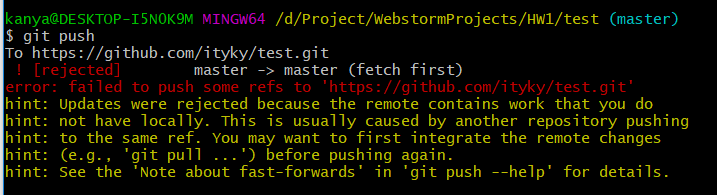 kanya@DESKTOP-I5NOK9M MINGW64 /d/Project/WebstormProjects/HW1/test (master)
$ git push
To https://github.com/ityky/test.git
 ! [rejected]        master -> master (fetch first)
error: failed to push some refs to 'https://github.com/ityky/test.git'
hint: Updates were rejected because the remote contains work that you do
hint: not have locally. This is usually caused by another repository pushing
hint: to the same ref. You may want to first integrate the remote changes
hint: (e.g., 'git pull ...') before pushing again.
hint: See the 'Note about fast-forwards' in 'git push --help' for details.